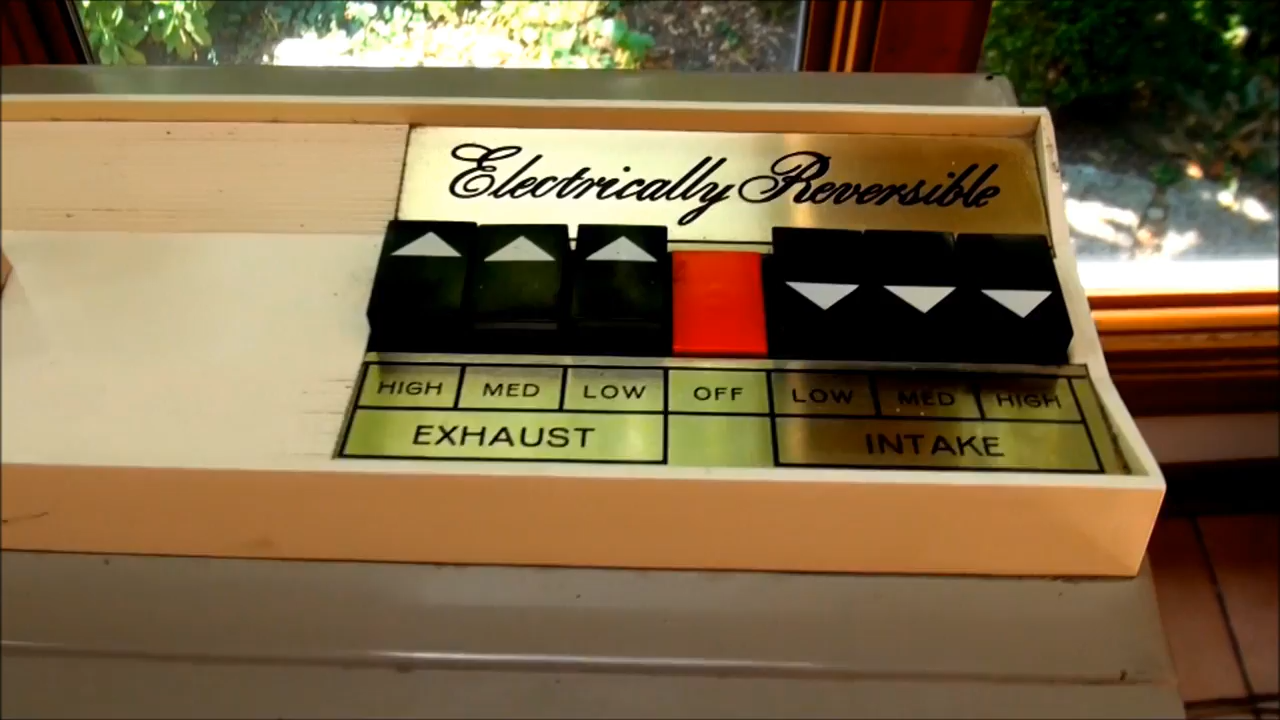 Electrically Reversible
HIGH MED LOW OFF LOW MED HIGH
EXHAUST INTAKE